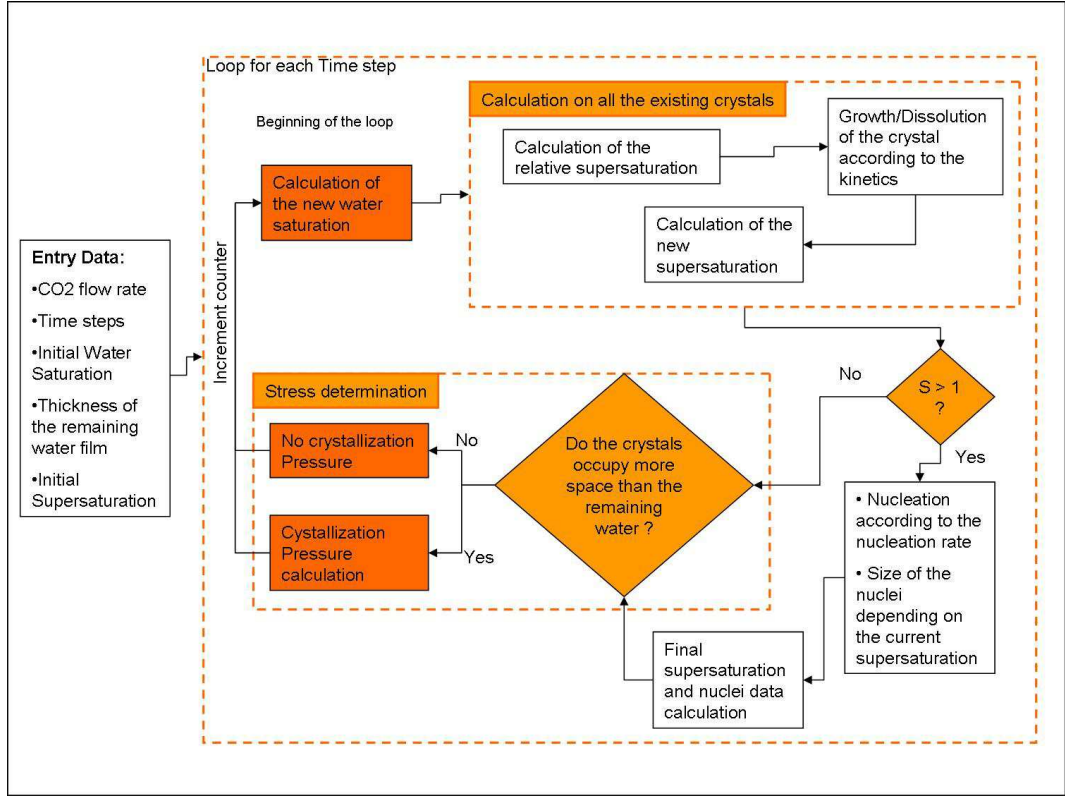 Loop for each Time step
Beginning of the loop
Calculation of
the new water
saturation
Calculation on all the existing crystals
Calculation of the
relative supersaturation
Growth/Dissolution
of the crystal
according to the
kinetics
Calculation of the
new
supersaturation
Entry Data:
•CO2 flow rate
•Time steps
•Initial Water
Saturation
•Thickness of
the remaining
water film
•Initial
Supersaturation
Increment counter
Stress determination
No crystallization
Pressure
Cystallization
Pressure
calculation
No
Yes
Do the crystals
occupy more
space than the
remaining
water ?
No
S > 1
?
Yes
• Nucleation
according to the
nucleation rate
• Size of the
nuclei
depending on
the current
supersaturation
Final
supersaturation
and nuclei data
calculation